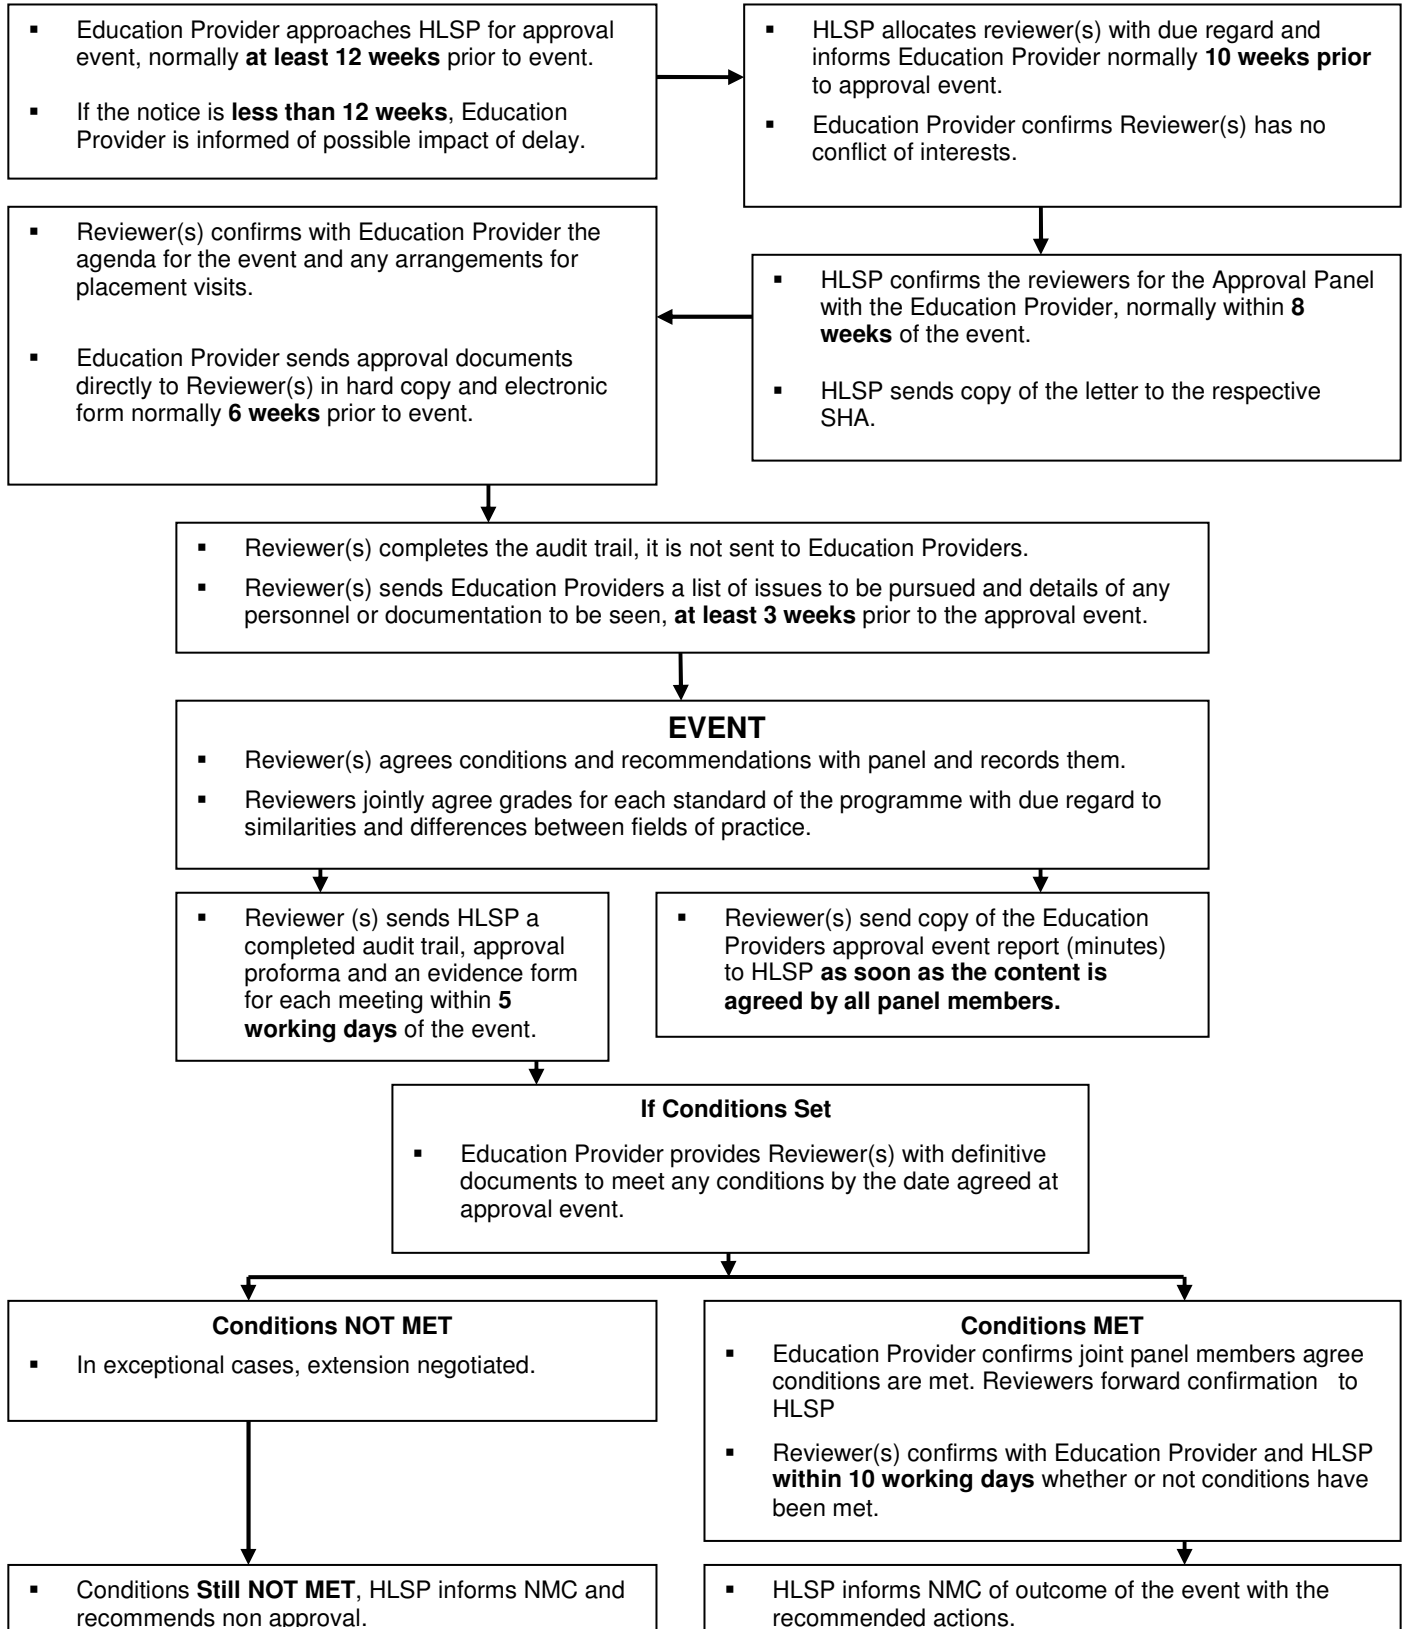 ▪ Education Provider approaches HLSP for approval
event, normally at least 12 weeks prior to event.
▪ If the notice is less than 12 weeks, Education
Provider is informed of possible impact of delay.
▪ HLSP allocates reviewer(s) with due regard and
informs Education Provider normally 10 weeks prior
to approval event.
▪ Education Provider confirms Reviewer(s) has no
conflict of interests.
▪ HLSP confirms the reviewers for the Approval Panel
with the Education Provider, normally within 8
weeks of the event.
▪ HLSP sends copy of the letter to the respective
SHA.
▪ Reviewer(s) confirms with Education Provider the
agenda for the event and any arrangements for
placement visits.
▪ Education Provider sends approval documents
directly to Reviewer(s) in hard copy and electronic
form normally 6 weeks prior to event.
▪ Reviewer(s) completes the audit trail, it is not sent to Education Providers.
▪ Reviewer(s) sends Education Providers a list of issues to be pursued and details of any
personnel or documentation to be seen, at least 3 weeks prior to the approval event.
EVENT
▪ Reviewer(s) agrees conditions and recommendations with panel and records them.
▪ Reviewers jointly agree grades for each standard of the programme with due regard to
similarities and differences between fields of practice.
▪ Reviewer (s) sends HLSP a
completed audit trail, approval
proforma and an evidence form
for each meeting within 5
working days of the event.
▪ Reviewer(s) send copy of the Education
Providers approval event report (minutes)
to HLSP as soon as the content is
agreed by all panel members.
If Conditions Set
▪ Education Provider provides Reviewer(s) with definitive
documents to meet any conditions by the date agreed at
approval event.
Conditions NOT MET
▪ In exceptional cases, extension negotiated.
Conditions MET
▪ Education Provider confirms joint panel members agree
conditions are met. Reviewers forward confirmation to
HLSP
▪ Reviewer(s) confirms with Education Provider and HLSP
within 10 working days whether or not conditions have
been met.
▪ Conditions Still NOT MET, HLSP informs NMC and
recommends non approval.
▪ HLSP informs NMC of outcome of the event with the
recommended actions.